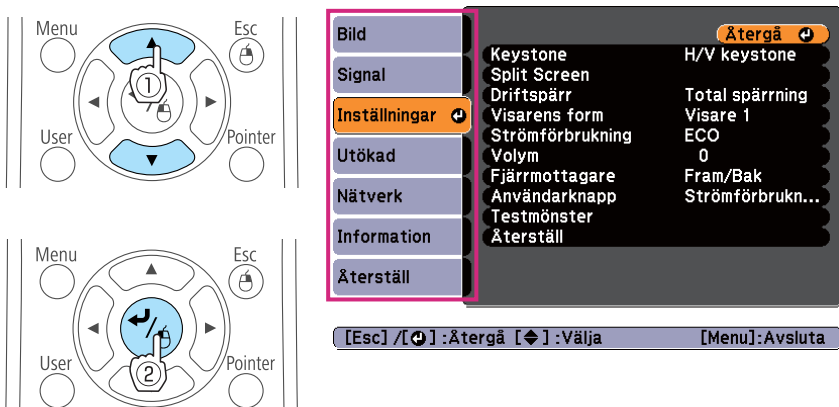 Menu
Esc
1
User
Pointer
Menu
Esc
User
2
Pointer
Bild
Signal
Inställningar
Utökad
Nätverk
Information
Återställ
Återgå
Keystone H/V keystone
Split Screen
Driftspärr Total spärrning
Visarens form Visare 1
Strömförbrukning ECO
Volym 0
Fjärrmottagare Fram/Bak
Användarknapp Strömförbrukn...
Testmönster
Återställ
[Esc] /[⏎] :Återgå [◆] :Välja [Menu]:Avsluta